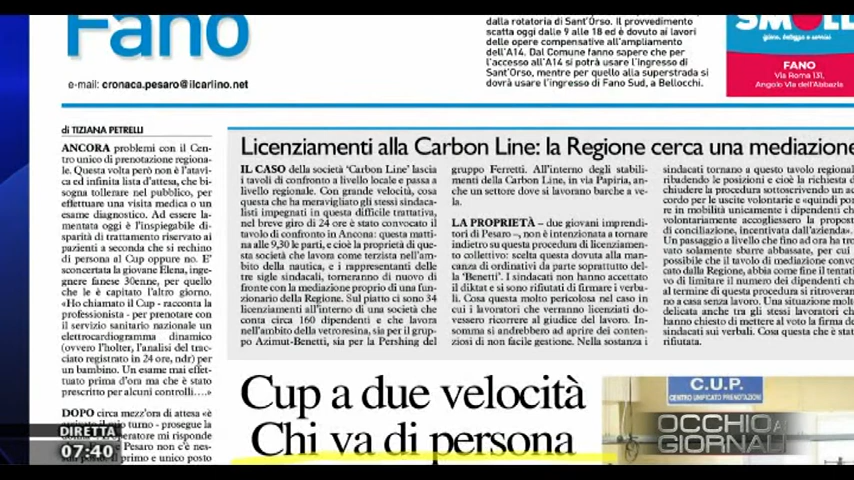 Fano
e-mail: cronaca.pesaro@ilcarlino.net
dalla rotatoria di Sant'Orso. Il provvedimento
scatta oggi dalle 9 alle 18 ed è dovuto ai lavori
delle opere compensative all'ampliamento
dell'A14. Dal Comune fanno sapere che per
l'accesso all'A14 si potrà usare l'ingresso di
Sant'Orso, mentre per quello alla superstrada si
dovrà usare l'ingresso di Fano Sud, a Bellocchi.
FANO
Via Roma 131,
Angolo Via dell'Abbazia
di TIZIANA PETRELLI
ANCORA problemi con il Cen-
tro unico di prenotazione regiona-
le. Questa volta però non è l'atavi-
ca ed infinita lista d'attesa, che bi-
sogna tollerare nel pubblico, per
effettuare una visita medica o un
esame diagnostico. Ad essere la-
mentata oggi è l'inspiegabile di-
sparità di trattamento riservato ai
pazienti a seconda che si rechino
di persona al Cup oppure no. E'
sconcertata la giovane Elena, inge-
gnere fanese 30enne, per quello
che le è capitato l'altro giorno.
«Ho chiamato il Cup - racconta la
professionista - per prenotare con
il servizio sanitario nazionale un
elettrocardiogramma dinamico
(ovvero l'holter, l'analisi del trac-
ciato registrato in 24 ore, ndr) per
un bambino. Un esame mai effet-
tuato prima d'ora ma che è stato
prescritto per alcuni controlli....»
DOPO circa mezz'ora di attesa «è
mio turno - prosegue la
operatore mi risponde
Pesaro non c'è nes-
primo e unico posto
Licenziamenti alla Carbon Line: la Regione cerca una mediazione
IL CASO della società 'Carbon Line' lascia
i tavoli di confronto a livello locale e passa a
livello regionale. Con grande velocità, cosa
questa che ha meravigliato gli stessi sindaca-
listi impegnati in questa difficile trattativa,
nel breve giro di 24 ore è stato convocato il
tavolo di confronto in Ancona: questa matti-
na alle 9,30 le parti, e cioè la proprietà di que-
sta società che lavora come terzista nell'am-
bito della nautica, e i rappresentanti delle
tre sigle sindacali, torneranno di nuovo di
fronte con la mediazione proprio di una fun-
zionario della Regione. Sul piatto ci sono 34
licenziamenti all'interno di una società che
conta circa 160 dipendenti e che lavora
nell'ambito della vetroresina, sia per il grup-
po Azimut-Benetti, sia per la Pershing del
gruppo Ferretti. All'interno degli stabili-
menti della Carbon Line, in via Papiria, an-
che un settore dove si lavorano barche a ve-
la.
LA PROPRIETÀ – due giovani imprendi-
tori di Pesaro –, non è intenzionata a tornare
indietro su questa procedura di licenziamento
collettivo: scelta questa dovuta alla man-
canza di ordinativi da parte soprattutto del-
la 'Benetti'. I sindacati non hanno accettato
il diktat e si sono rifiutati di firmare i verba-
li. Cosa questa molto pericolosa nel caso in
cui i lavoratori che verranno licenziati do-
vessero ricorrere al giudice del lavoro. In-
somma si andrebbero ad aprire dei conten-
ziosi di non facile gestione. Nella sostanza i
sindacati tornano a questo tavolo regional
ribadendo le posizioni e cioè la richiesta d
chiudere la procedura sottoscrivendo un ac
cordo per le uscite volontarie e «quindi por
re in mobilità unicamente i dipendenti ch
volontariamente accoglieranno la propost
di conciliazione, incentivata dall'azienda».
Un passaggio a livello che fino ad ora ha tro
vato solamente sbarre abbassate, per cui
possibile che il tavolo di mediazione convo
cato dalla Regione, abbia come fine il tentati
vo di limitare il numero dei dipendenti ch
al termine di questa procedura si ritroveran
no a casa senza lavoro. Una situazione molt
delicata anche tra gli stessi lavoratori ch
hanno chiesto di mettere al voto la firma de
sindacati sui verbali. Cosa questa che è stat
rifiutata.
Cup a due velocità
Chi va di persona
C.U.P.
CENTRO UNIFICATO PRENOTAZIONI
DIRETTA
07:40
OCCHIO AI
GIORNALI